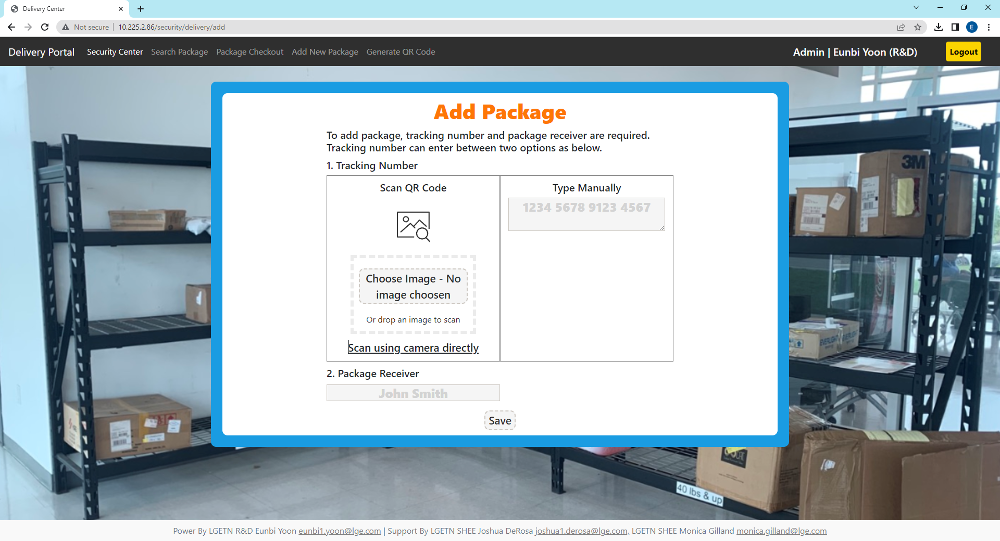 Delivery Center
Not secure
10.225.2.86/security/delivery/add
E
Delivery Portal
Security Center
Search Package
Package Checkout
Add New Package
Generate QR Code
Admin | Eunbi Yoon (R&D)
Logout
Add Package
To add package, tracking number and package receiver are required.
Tracking number can enter between two options as below.
1. Tracking Number
Scan QR Code
Type Manually
1234 5678 9123 4567
Choose Image - No
image choosen
Or drop an image to scan
Scan using camera directly
2. Package Receiver
John Smith
Save
3M
40 lbs & up
Power By LGETN R&D Eunbi Yoon eunbi1.yoon@lge.com | Support By LGETN SHEE Joshua DeRosa joshua1.derosa@lge.com, LGETN SHEE Monica Gilland monica.gilland@lge.com